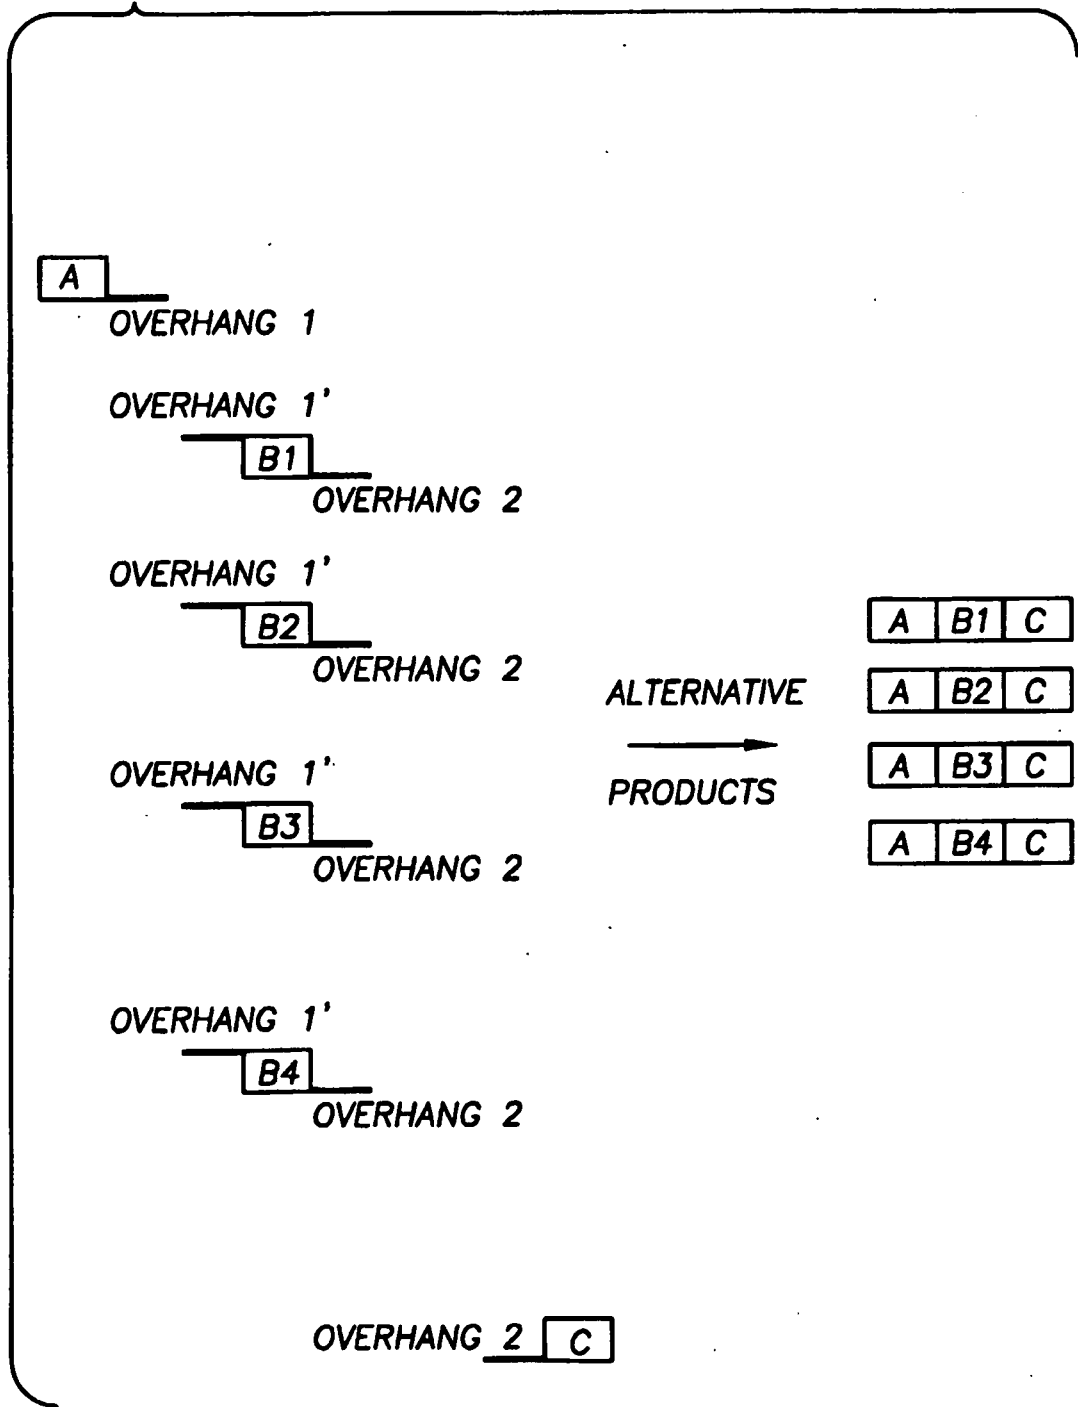 A
OVERHANG 1
OVERHANG 1'
B1
OVERHANG 2
OVERHANG 1'
B2
OVERHANG 2
OVERHANG 1'
B3
OVERHANG 2
OVERHANG 1'
B4
OVERHANG 2
OVERHANG 2 C
ALTERNATIVE
PRODUCTS
A B1 C
A B2 C
A B3 C
A B4 C